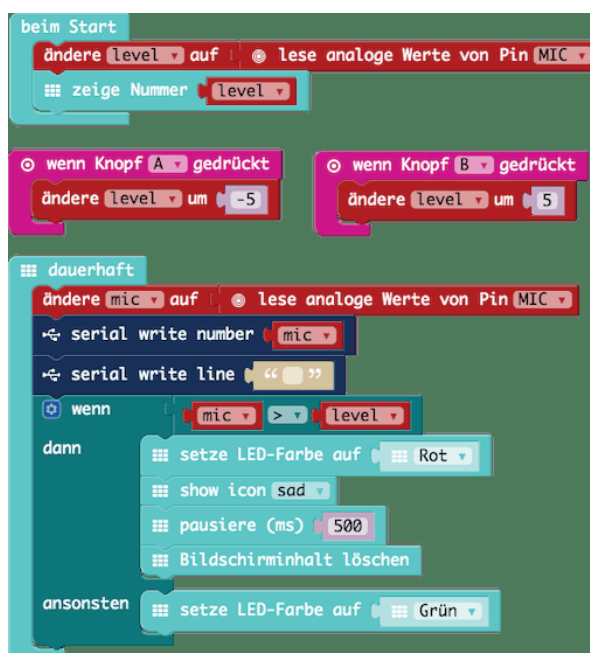 beim Start
ändere level auf lese analoge Werte von Pin MIC
zeige Nummer level
wenn Knopf A gedrückt
ändere level um -5
wenn Knopf B gedrückt
ändere level um 5
dauerhaft
ändere mic auf lese analoge Werte von Pin MIC
serial write number mic
serial write line “ ”
wenn mic > level
dann setze LED-Farbe auf Rot
show icon sad
pausiere (ms) 500
Bildschirminhalt löschen
ansonsten setze LED-Farbe auf Grün